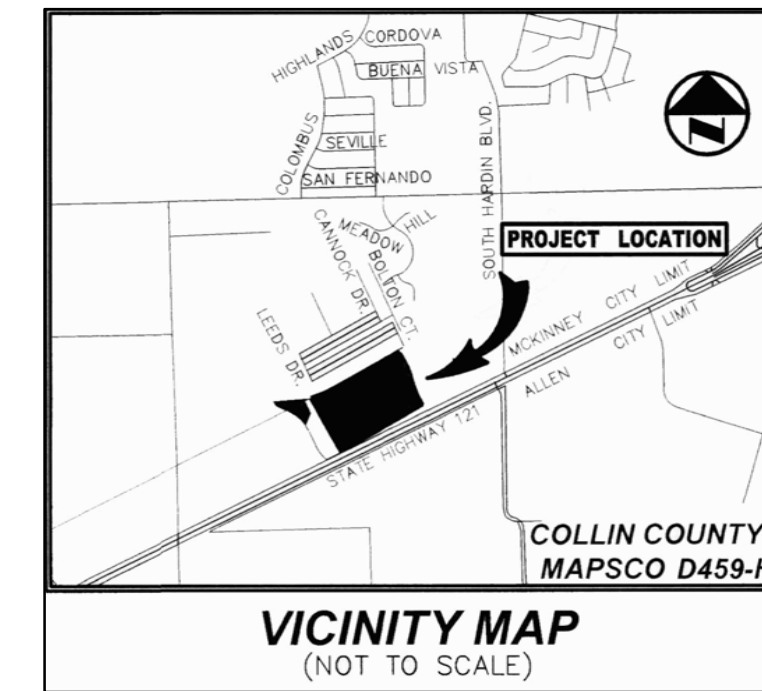 HIGHLANDS
CORDOVA
BUENA VISTA
COLOMBUS
SEVILLE
SAN FERNANDO
SOUTH HARDIN BLVD.
N
MEADOW HILL
CANNOCK DR.
BOLTON CT.
LEEDS DR.
PROJECT LOCATION
MCKINNEY CITY LIMIT
ALLEN CITY LIMIT
STATE HIGHWAY 121
COLLIN COUNTY
MAPSCO D459-
VICINITY MAP
(NOT TO SCALE)